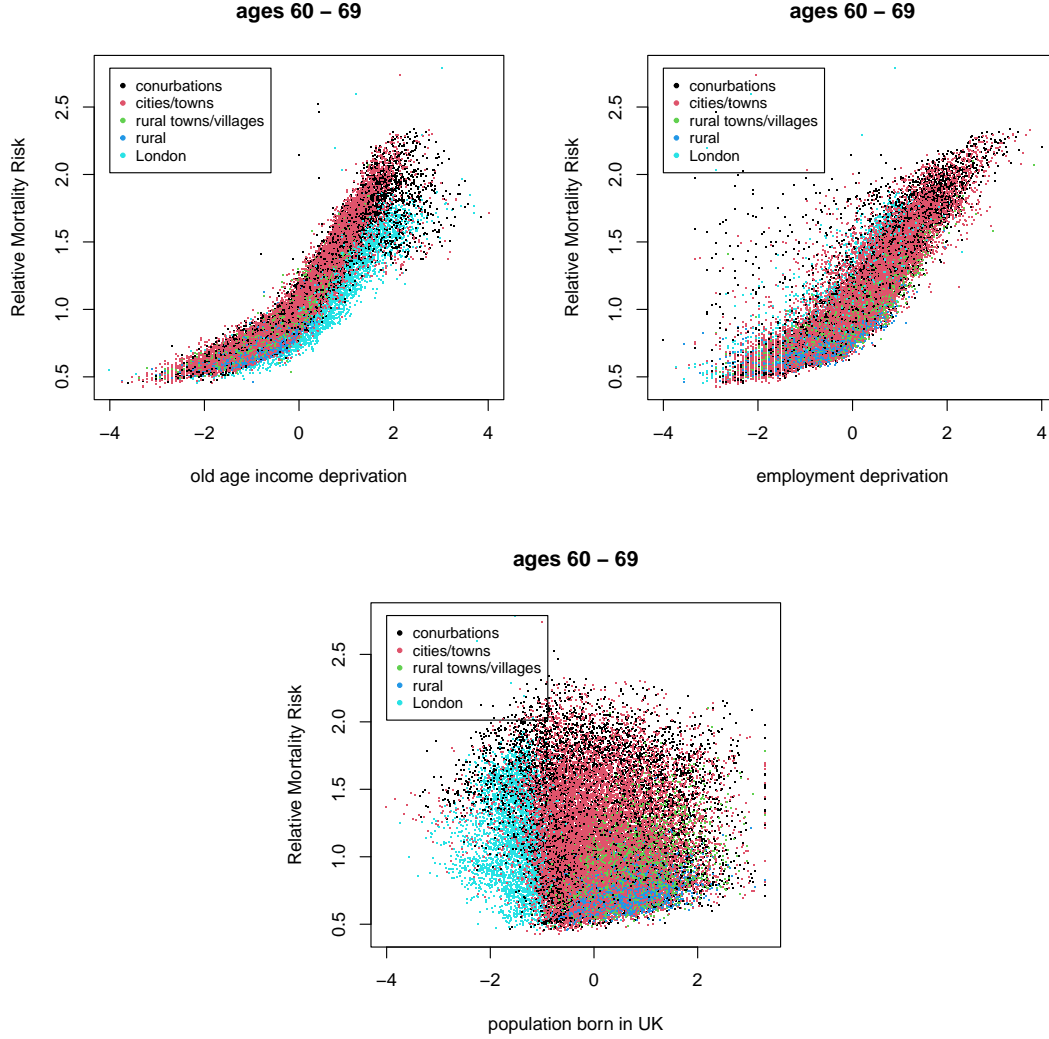 ages 60 – 69
conurbations
cities/towns
rural towns/villages
rural
London
Relative Mortality Risk
0.5 1.0 1.5 2.0 2.5
−4 −2 0 2 4
old age income deprivation
ages 60 – 69
conurbations
cities/towns
rural towns/villages
rural
London
Relative Mortality Risk
0.5 1.0 1.5 2.0 2.5
−4 −2 0 2 4
employment deprivation
ages 60 – 69
conurbations
cities/towns
rural towns/villages
rural
London
Relative Mortality Risk
0.5 1.0 1.5 2.0 2.5
−4 −2 0 2
population born in UK